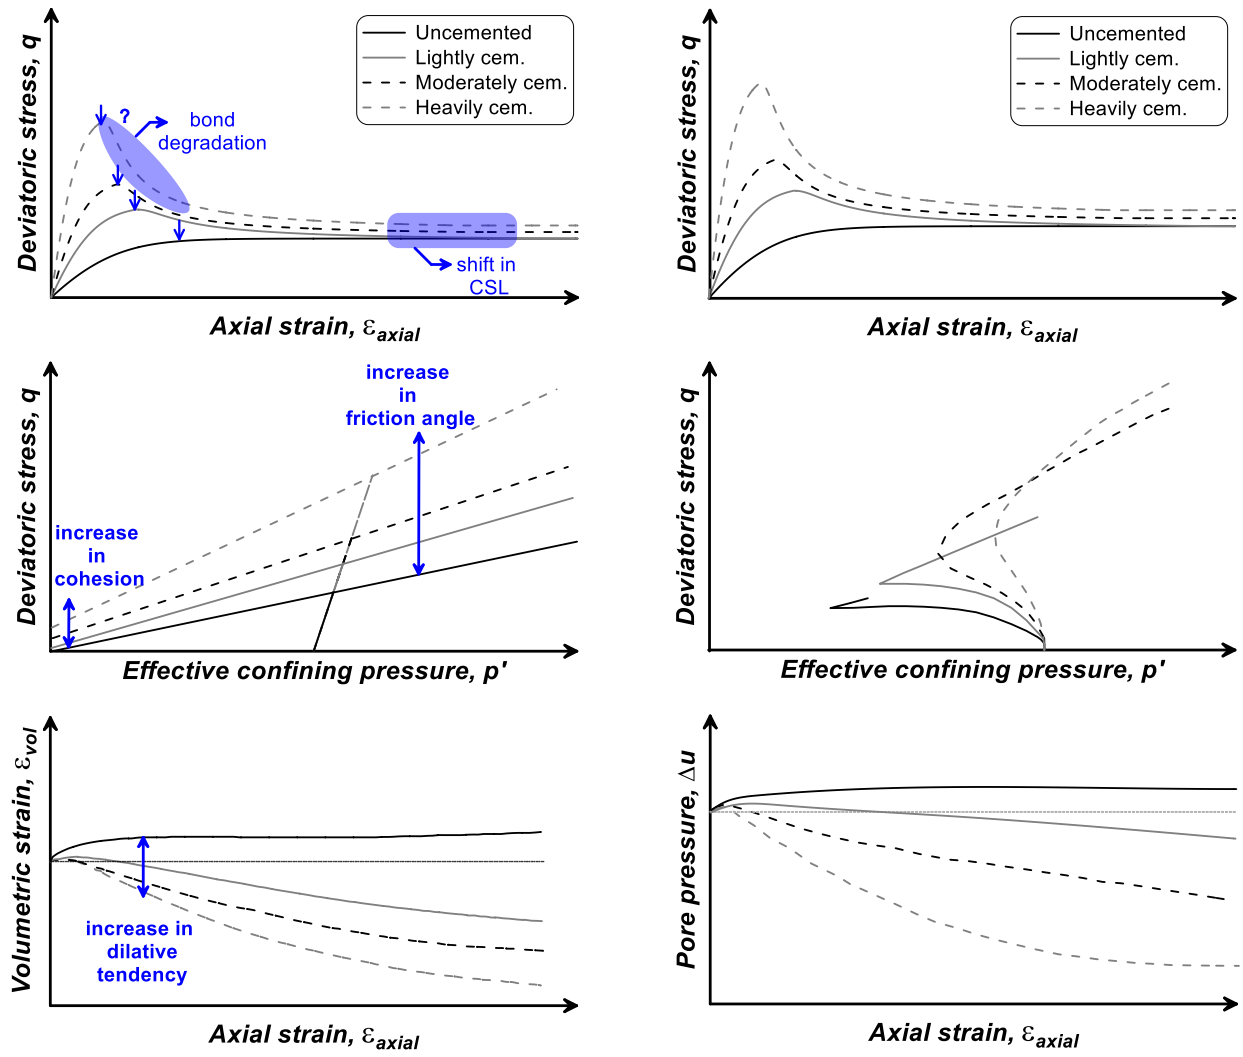 Deviatoric stress, q
Uncemented
Lightly cem.
Moderately cem.
Heavily cem.
?
bond
degradation
shift in
CSL
Axial strain, εaxial
Deviatoric stress, q
Uncemented
Lightly cem.
Moderately cem.
Heavily cem.
Axial strain, εaxial
Deviatoric stress, q
increase
in
friction angle
increase
in
cohesion
Effective confining pressure, p'
Deviatoric stress, q
Effective confining pressure, p'
Volumetric strain, εvol
increase in
dilative
tendency
Axial strain, εaxial
Pore pressure, Δu
Axial strain, εaxial